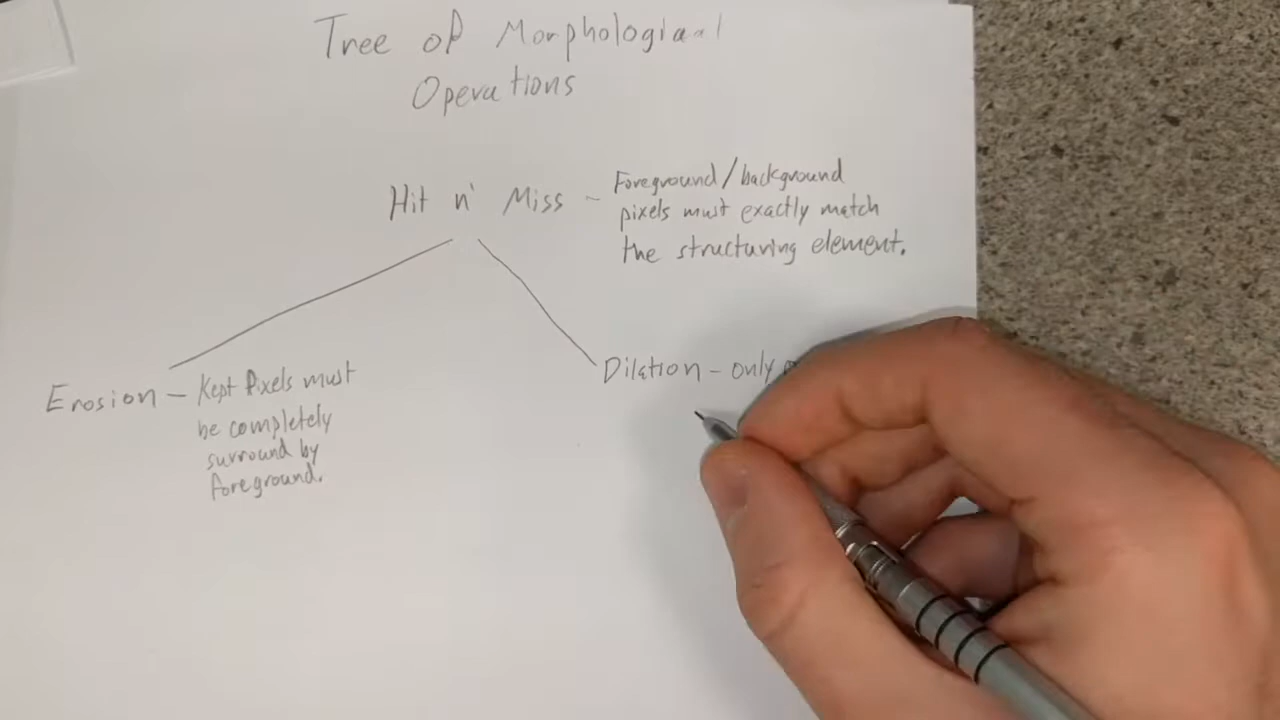 Tree of Morphological
Operations
Hit n' Miss - Foreground/background
pixels must exactly match
the structuring element.
Erosion - Kept Pixels must
be completely
surround by
foreground.
Dilation - only